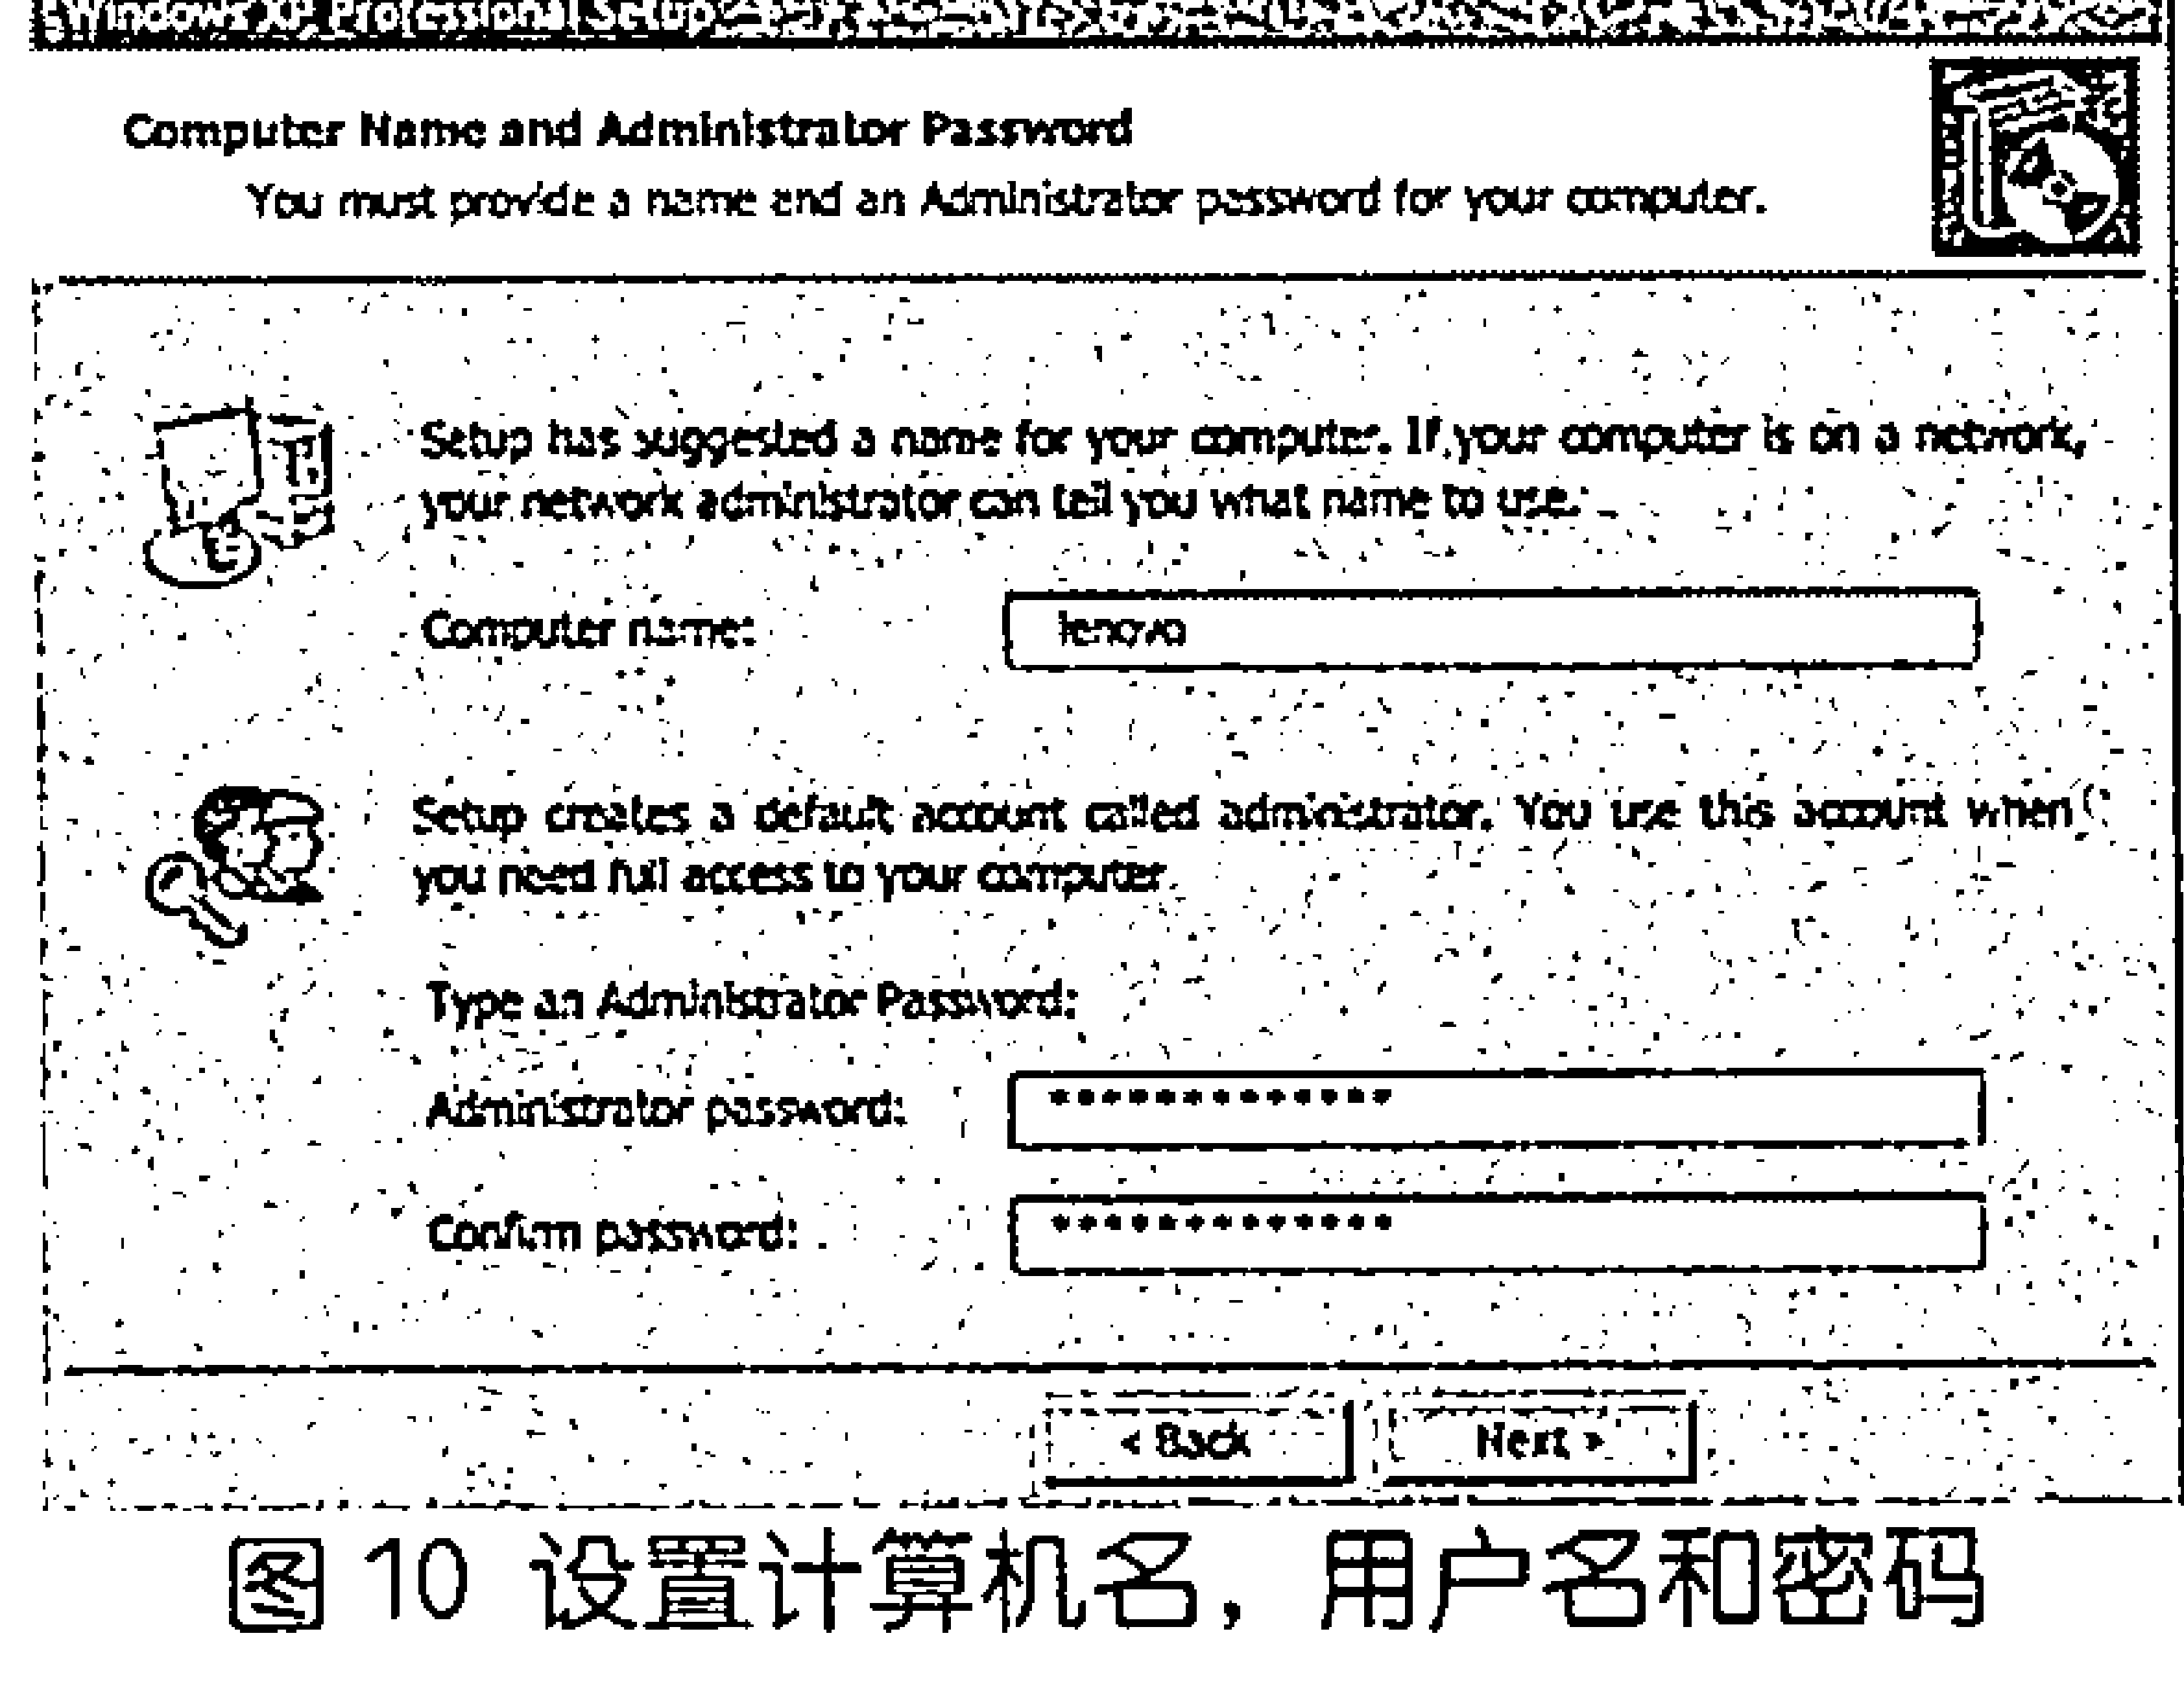 Windows XP Professional Setup
Computer Name and Administrator Password
You must provide a name and an Administrator password for your computer.
Setup has suggested a name for your computer. If your computer is on a network,
your network administrator can tell you what name to use.
Computer name:
lenovo
Setup creates a default account called administrator. You use this account when
you need full access to your computer.
Type an Administrator Password:
Administrator password:
*************
Confirm password:
*************
< Back
Next >
图 10 设置计算机名，用户名和密码